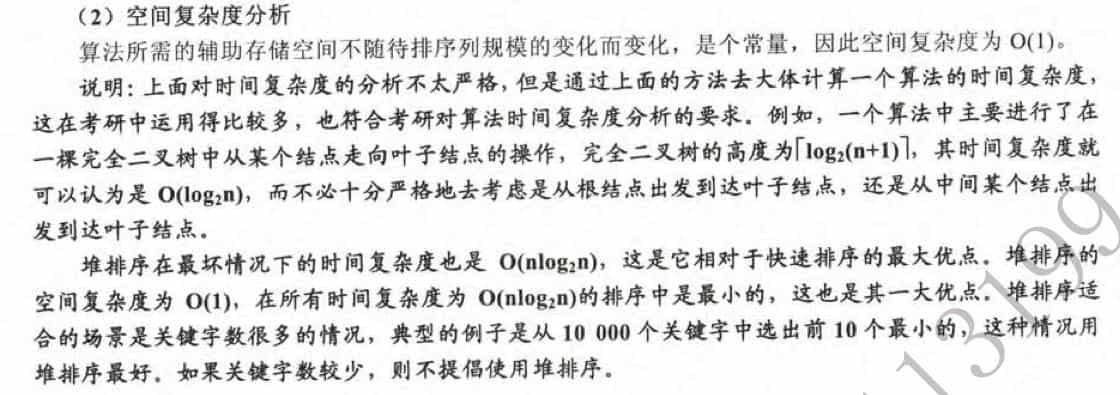 （2）空间复杂度分析
算法所需的辅助存储空间不随待排序列规模的变化而变化，是个常量，因此空间复杂度为 O(1)。
说明：上面对时间复杂度的分析不太严格，但是通过上面的方法去大体计算一个算法的时间复杂度，
这在考研中运用得比较多，也符合考研对算法时间复杂度分析的要求。例如，一个算法中主要进行了在
一棵完全二叉树中从某个结点走向叶子结点的操作，完全二叉树的高度为⌈log₂(n+1)⌉，其时间复杂度就
可以认为是 O(log₂n)，而不必十分严格地去考虑是从根结点出发到达叶子结点，还是从中间某个结点出
发到达叶子结点。
堆排序在最坏情况下的时间复杂度也是 O(nlog₂n)，这是它相对于快速排序的最大优点。堆排序的
空间复杂度为 O(1)，在所有时间复杂度为 O(nlog₂n)的排序中是最小的，这也是其一大优点。堆排序适
合的场景是关键字数很多的情况，典型的例子是从 10 000 个关键字中选出前 10 个最小的，这种情况用
堆排序最好。如果关键字数较少，则不提倡使用堆排序。
13199